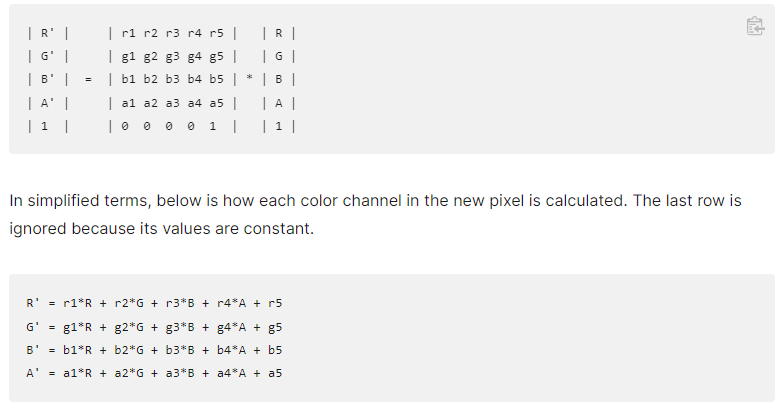 | R' |     | r1 r2 r3 r4 r5 |   | R |
| G' |     | g1 g2 g3 g4 g5 |   | G |
| B' |  =  | b1 b2 b3 b4 b5 | * | B |
| A' |     | a1 a2 a3 a4 a5 |   | A |
| 1  |     | 0  0  0  0  1  |   | 1 |
In simplified terms, below is how each color channel in the new pixel is calculated. The last row is
ignored because its values are constant.
R' = r1*R + r2*G + r3*B + r4*A + r5
G' = g1*R + g2*G + g3*B + g4*A + g5
B' = b1*R + b2*G + b3*B + b4*A + b5
A' = a1*R + a2*G + a3*B + a4*A + a5